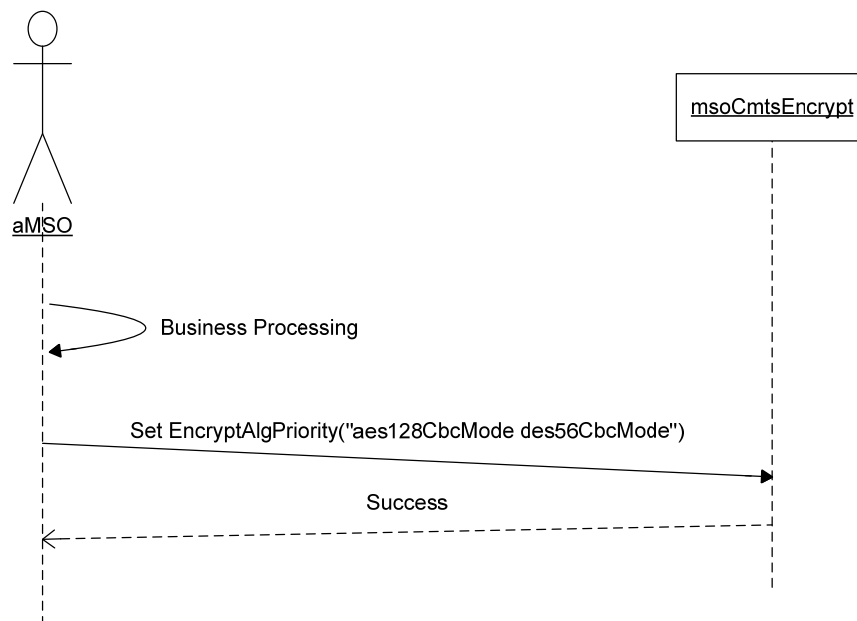 msoCmtsEncrypt
aMSO
Business Processing
Set EncryptAlgPriority("aes128CbcMode des56CbcMode")
Success